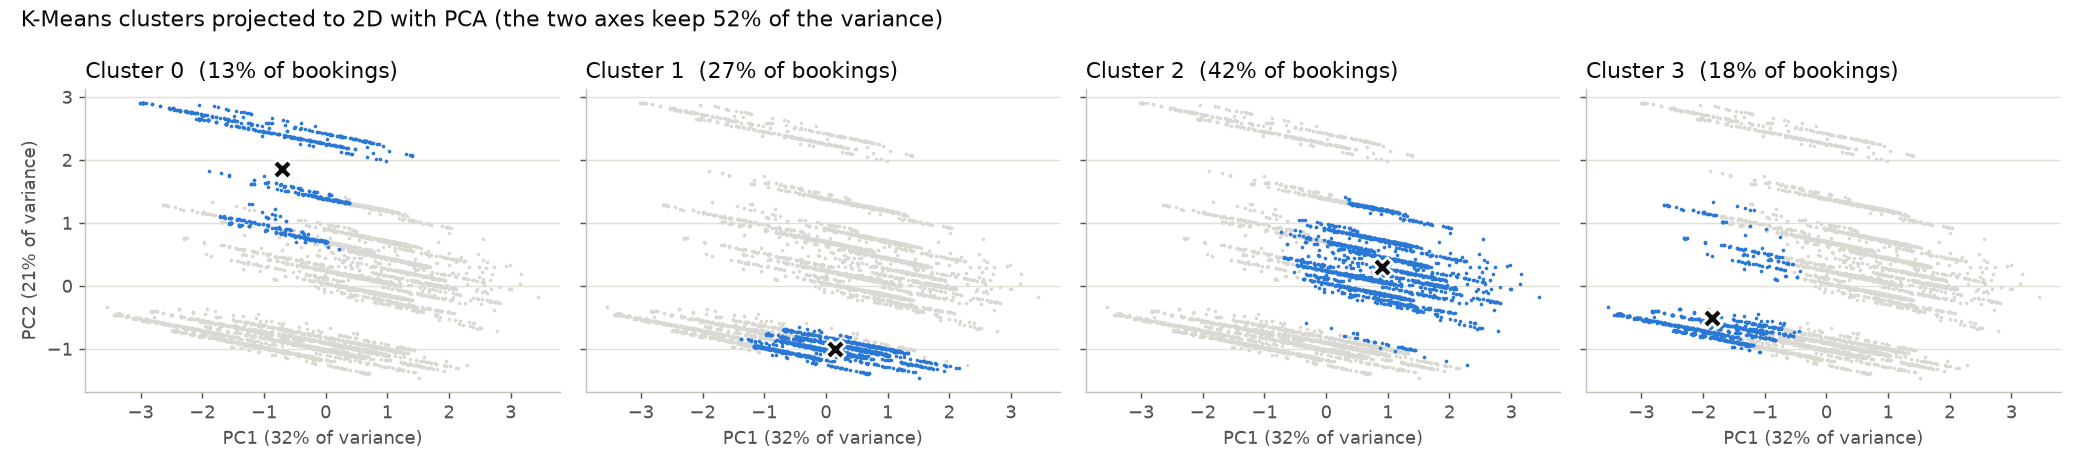 K-Means clusters projected to 2D with PCA (the two axes keep 52% of the variance)
Cluster 0 (13% of bookings)
Cluster 1 (27% of bookings)
Cluster 2 (42% of bookings)
Cluster 3 (18% of bookings)
PC2 (21% of variance)
3
2
1
0
−1
−3 −2 −1 0 1 2 3
−3 −2 −1 0 1 2 3
−3 −2 −1 0 1 2 3
−3 −2 −1 0 1 2 3
PC1 (32% of variance)
PC1 (32% of variance)
PC1 (32% of variance)
PC1 (32% of variance)